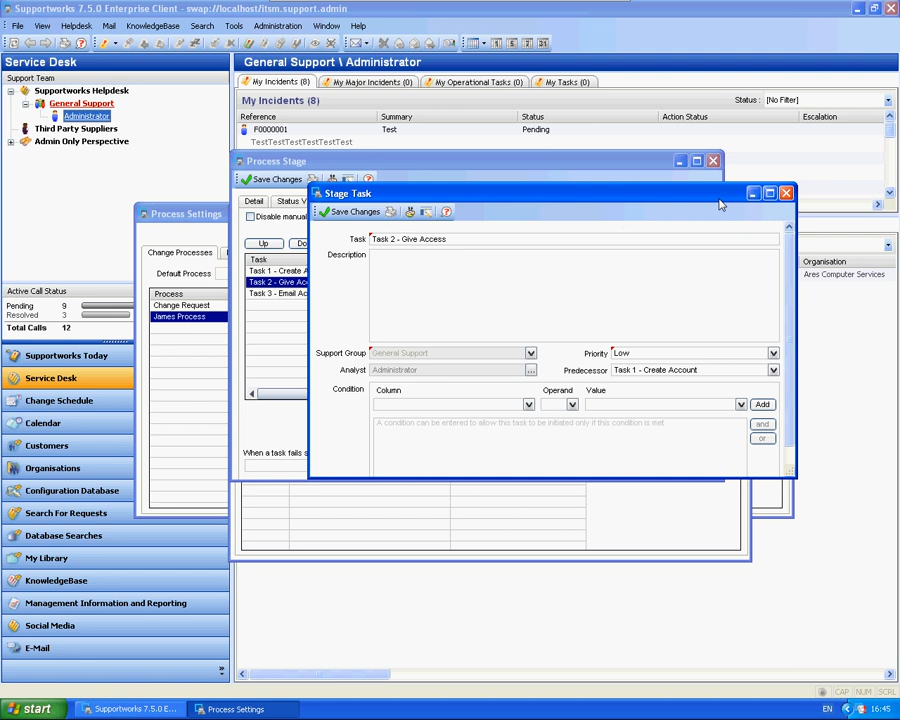 Supportworks 7.5.0 Enterprise Client - swap://localhost/itsm.support.admin
File View Helpdesk Mail KnowledgeBase Search Tools Administration Window Help
Service Desk
General Support \ Administrator
Support Team
Supportworks Helpdesk
General Support
Administrator
Third Party Suppliers
Admin Only Perspective
My Incidents (8) My Major Incidents (0) My Operational Tasks (0) My Tasks (0)
My Incidents (8)
Status : [No Filter]
Reference Summary Status Action Status Escalation
F0000001 Test Pending
TestTestTestTestTestTest
Process Stage
Save Changes
Detail Status V
Disable manua
Up Do
Task
Task 1 - Create A
Task 2 - Give Ac
Task 3 - Email Ac
When a task fails s
Process Settings
Change Processes
Default Process
Process
Change Request
James Process
Stage Task
Save Changes
Task Task 2 - Give Access
Description
Support Group General Support Priority Low
Analyst Administrator ... Predecessor Task 1 - Create Account
Condition Column Operand Value
Add
A condition can be entered to allow this task to be initiated only if this condition is met
and
or
Organisation
Ares Computer Services
Active Call Status
Pending 9
Resolved 3
Total Calls 12
Supportworks Today
Service Desk
Change Schedule
Calendar
Customers
Organisations
Configuration Database
Search For Requests
Database Searches
My Library
KnowledgeBase
Management Information and Reporting
Social Media
E-Mail
CAP NUM SCRL
start Supportworks 7.5.0 E... Process Settings EN 16:45